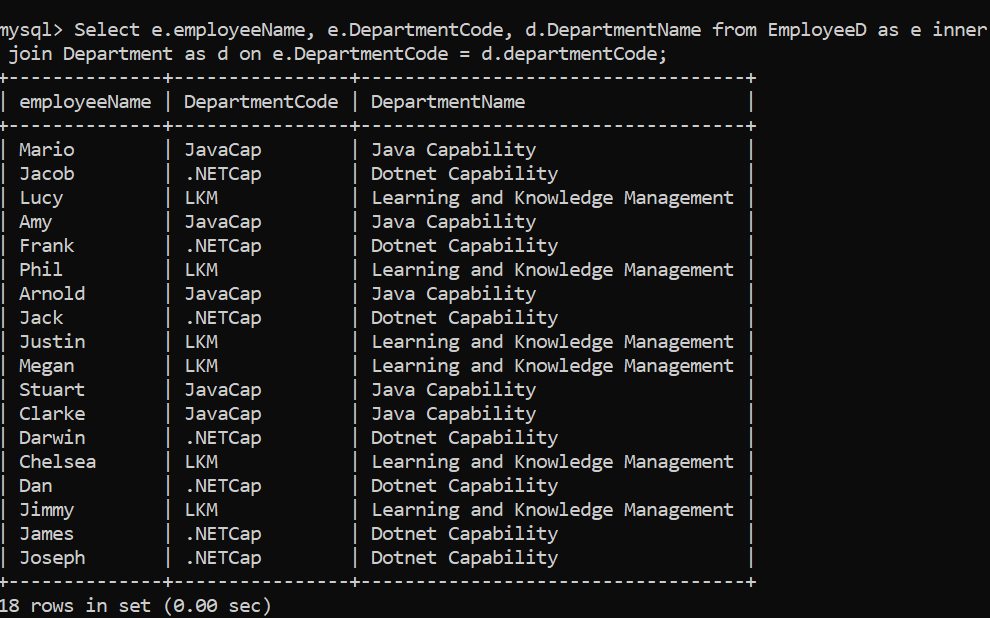 mysql> Select e.employeeName, e.DepartmentCode, d.DepartmentName from EmployeeD as e inner
join Department as d on e.DepartmentCode = d.departmentCode;
+--------------+----------------+-----------------------------------+
| employeeName | DepartmentCode | DepartmentName                    |
+--------------+----------------+-----------------------------------+
| Mario        | JavaCap        | Java Capability                   |
| Jacob        | .NETCap        | Dotnet Capability                 |
| Lucy         | LKM            | Learning and Knowledge Management |
| Amy          | JavaCap        | Java Capability                   |
| Frank        | .NETCap        | Dotnet Capability                 |
| Phil         | LKM            | Learning and Knowledge Management |
| Arnold       | JavaCap        | Java Capability                   |
| Jack         | .NETCap        | Dotnet Capability                 |
| Justin       | LKM            | Learning and Knowledge Management |
| Megan        | LKM            | Learning and Knowledge Management |
| Stuart       | JavaCap        | Java Capability                   |
| Clarke       | JavaCap        | Java Capability                   |
| Darwin       | .NETCap        | Dotnet Capability                 |
| Chelsea      | LKM            | Learning and Knowledge Management |
| Dan          | .NETCap        | Dotnet Capability                 |
| Jimmy        | LKM            | Learning and Knowledge Management |
| James        | .NETCap        | Dotnet Capability                 |
| Joseph       | .NETCap        | Dotnet Capability                 |
+--------------+----------------+-----------------------------------+
18 rows in set (0.00 sec)